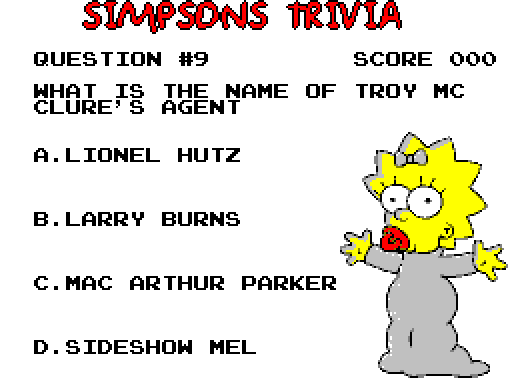 SIMPSONS TRIVIA
QUESTION #9 SCORE 000
WHAT IS THE NAME OF TROY MC
CLURE'S AGENT
A.LIONEL HUTZ
B.LARRY BURNS
C.MAC ARTHUR PARKER
D.SIDESHOW MEL